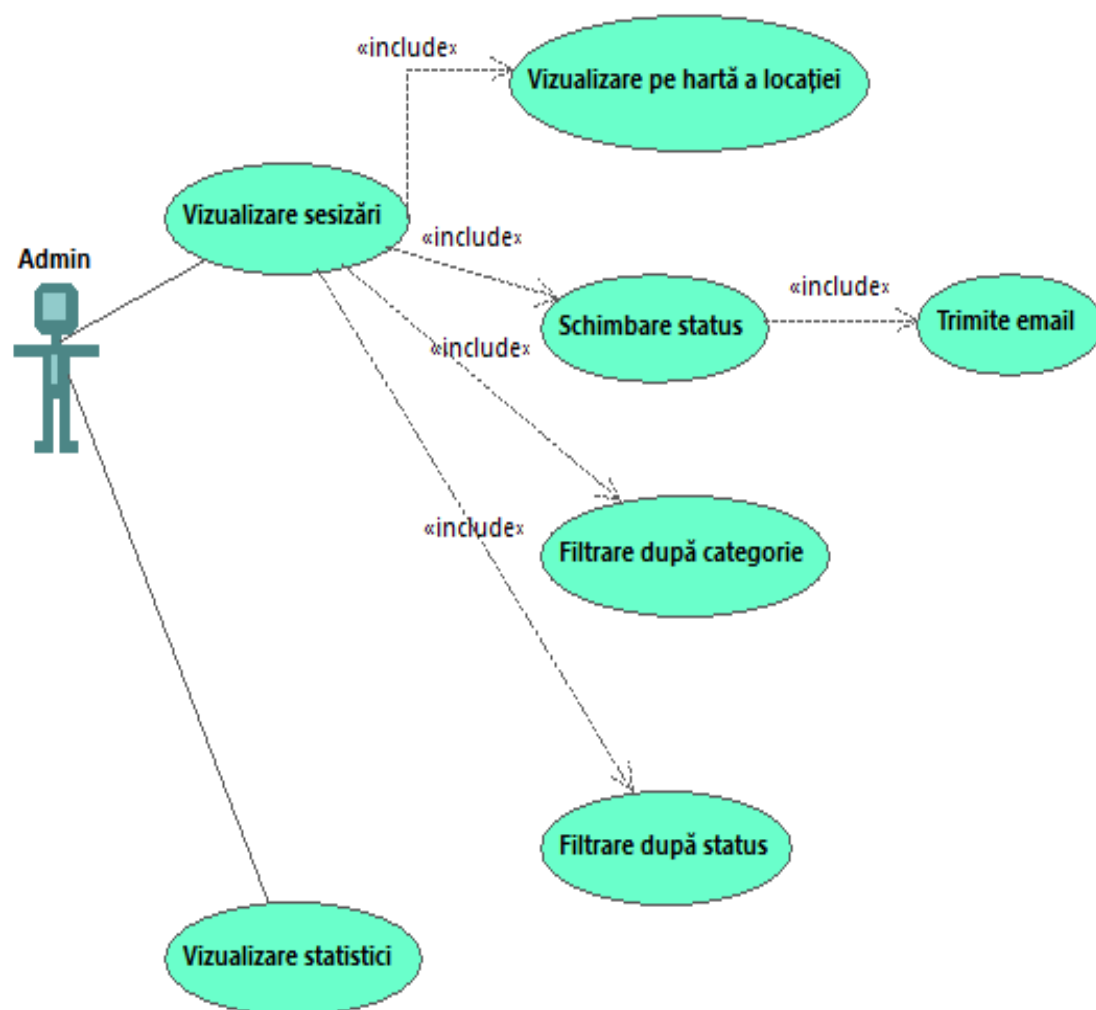 «include»
Vizualizare pe hartă a locației
Vizualizare sesizări
«include»
Admin
«include»
Schimbare status
Trimite email
«include»
Filtrare după categorie
«include»
Filtrare după status
Vizualizare statistici